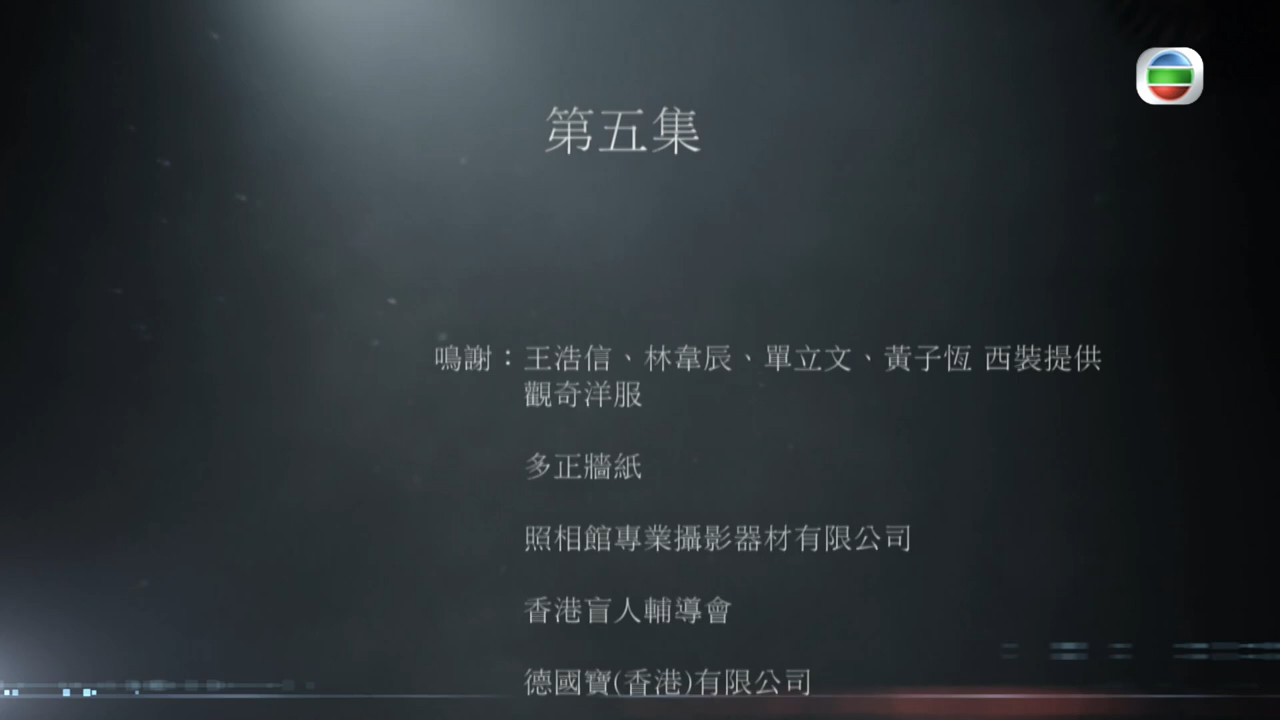 第五集
鳴謝：王浩信、林韋辰、單立文、黃子恆 西裝提供
觀奇洋服
多正牆紙
照相館專業攝影器材有限公司
香港盲人輔導會
德國寶(香港)有限公司